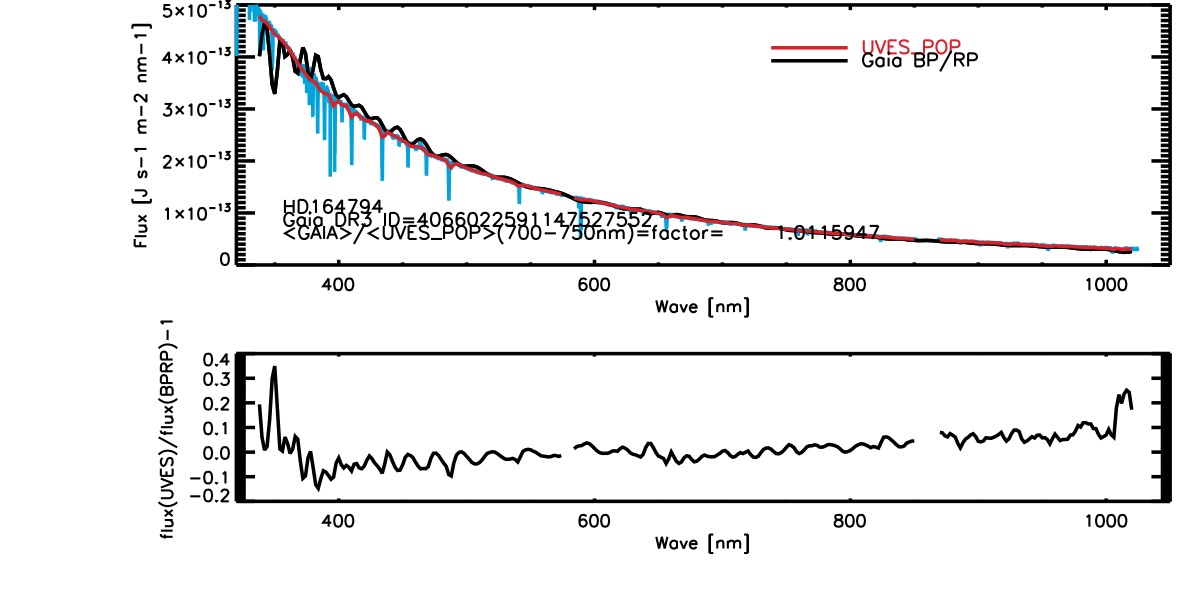 5×10⁻¹³
4×10⁻¹³
3×10⁻¹³
2×10⁻¹³
1×10⁻¹³
0
Flux [J s−1 m−2 nm−1]
UVES_POP
Gaia BP/RP
HD164794
Gaia DR3 ID=4066022591147527552
<GAIA>/<UVES_POP>(700−750nm)=factor= 1.0115947
400 600 800 1000
Wave [nm]
0.4
0.3
0.2
0.1
0.0
−0.1
−0.2
flux(UVES)/flux(BPRP)−1
400 600 800 1000
Wave [nm]